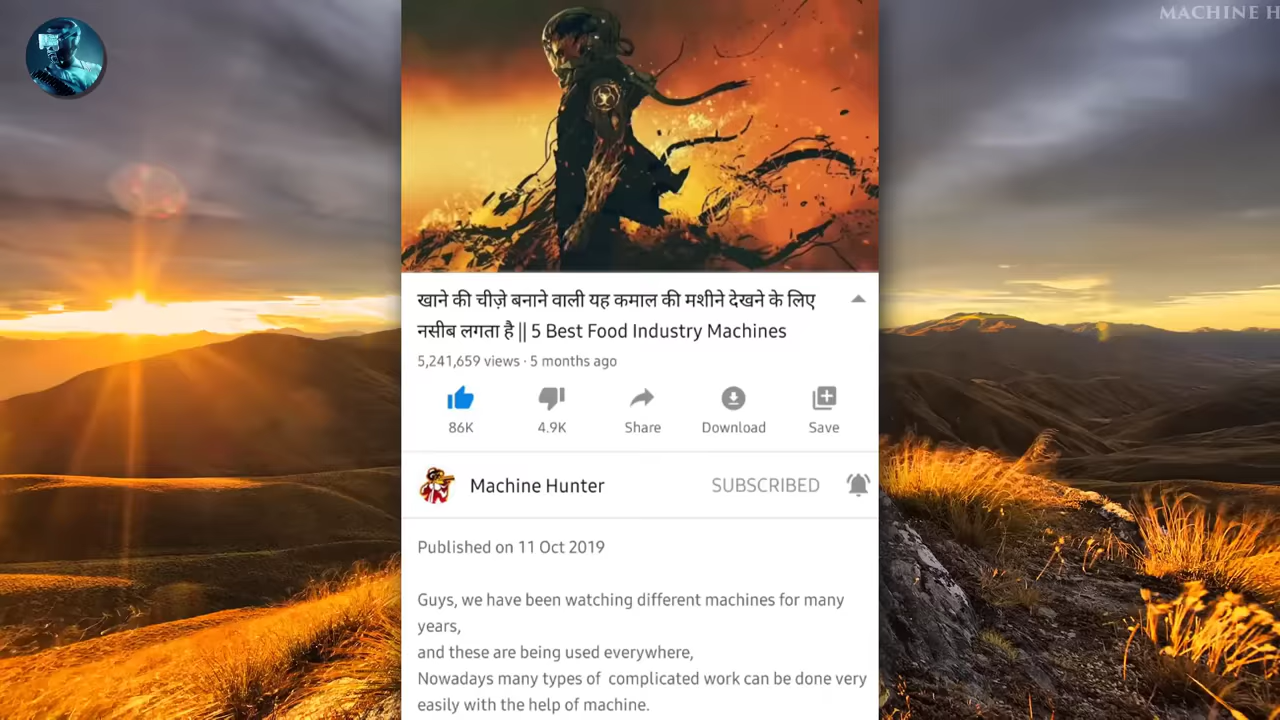 MACHINE H
खाने की चीज़े बनाने वाली यह कमाल की मशीने देखने के लिए
नसीब लगता है || 5 Best Food Industry Machines
5,241,659 views · 5 months ago
86K
4.9K
Share
Download
Save
Machine Hunter
SUBSCRIBED
Published on 11 Oct 2019
Guys, we have been watching different machines for many
years,
and these are being used everywhere,
Nowadays many types of complicated work can be done very
easily with the help of machine.